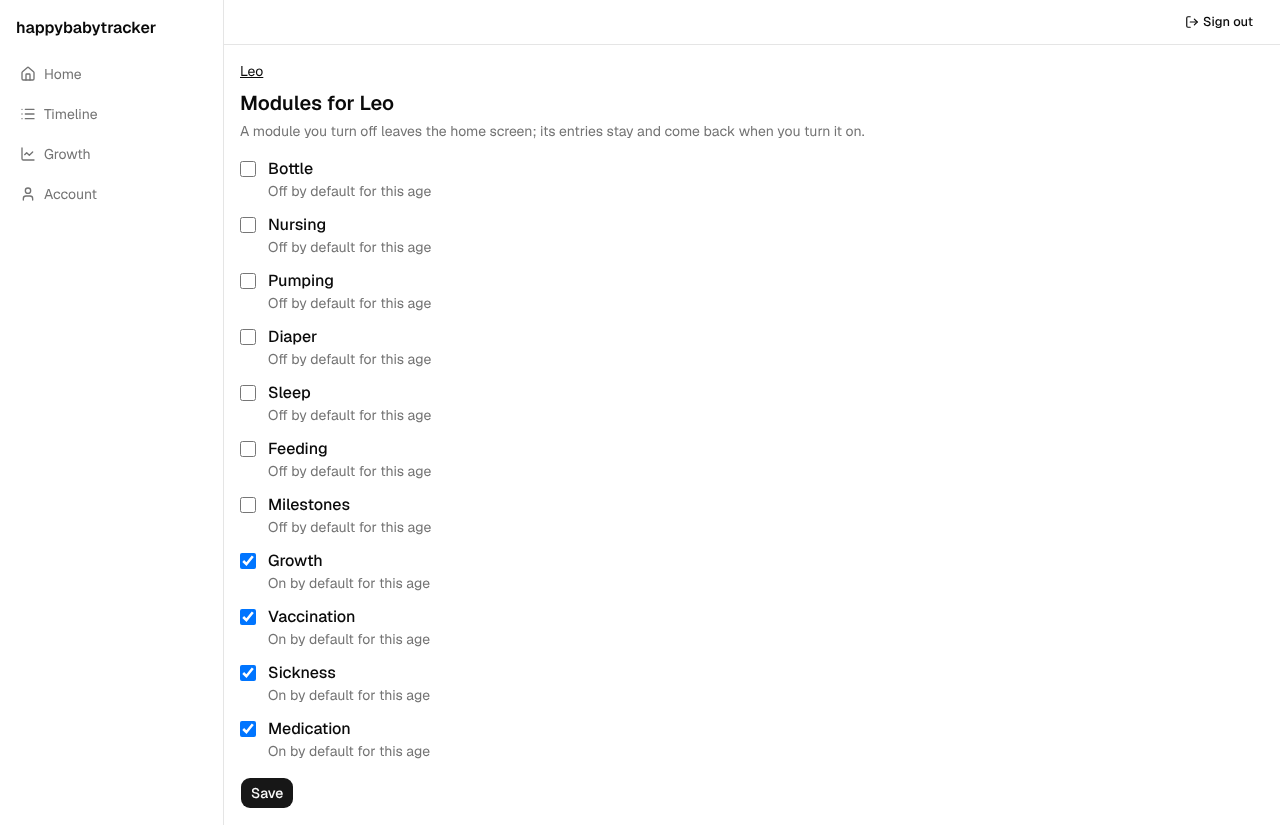 happybabytracker
Sign out
Home
Timeline
Growth
Account
Leo
Modules for Leo
A module you turn off leaves the home screen; its entries stay and come back when you turn it on.
Bottle
Off by default for this age
Nursing
Off by default for this age
Pumping
Off by default for this age
Diaper
Off by default for this age
Sleep
Off by default for this age
Feeding
Off by default for this age
Milestones
Off by default for this age
Growth
On by default for this age
Vaccination
On by default for this age
Sickness
On by default for this age
Medication
On by default for this age
Save